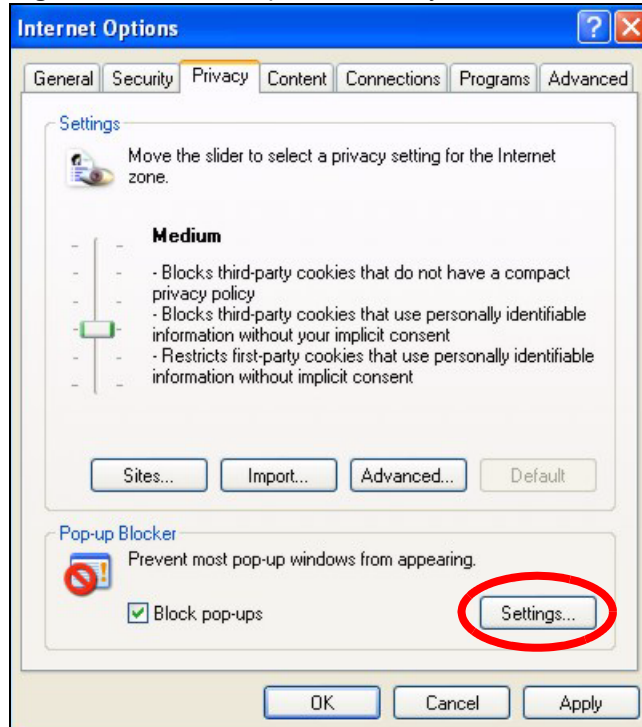 Internet Options
General Security Privacy Content Connections Programs Advanced
Settings
Move the slider to select a privacy setting for the Internet
zone.
Medium
- Blocks third-party cookies that do not have a compact
privacy policy
- Blocks third-party cookies that use personally identifiable
information without your implicit consent
- Restricts first-party cookies that use personally identifiable
information without implicit consent
Sites... Import... Advanced... Default
Pop-up Blocker
Prevent most pop-up windows from appearing.
Block pop-ups Settings...
OK Cancel Apply